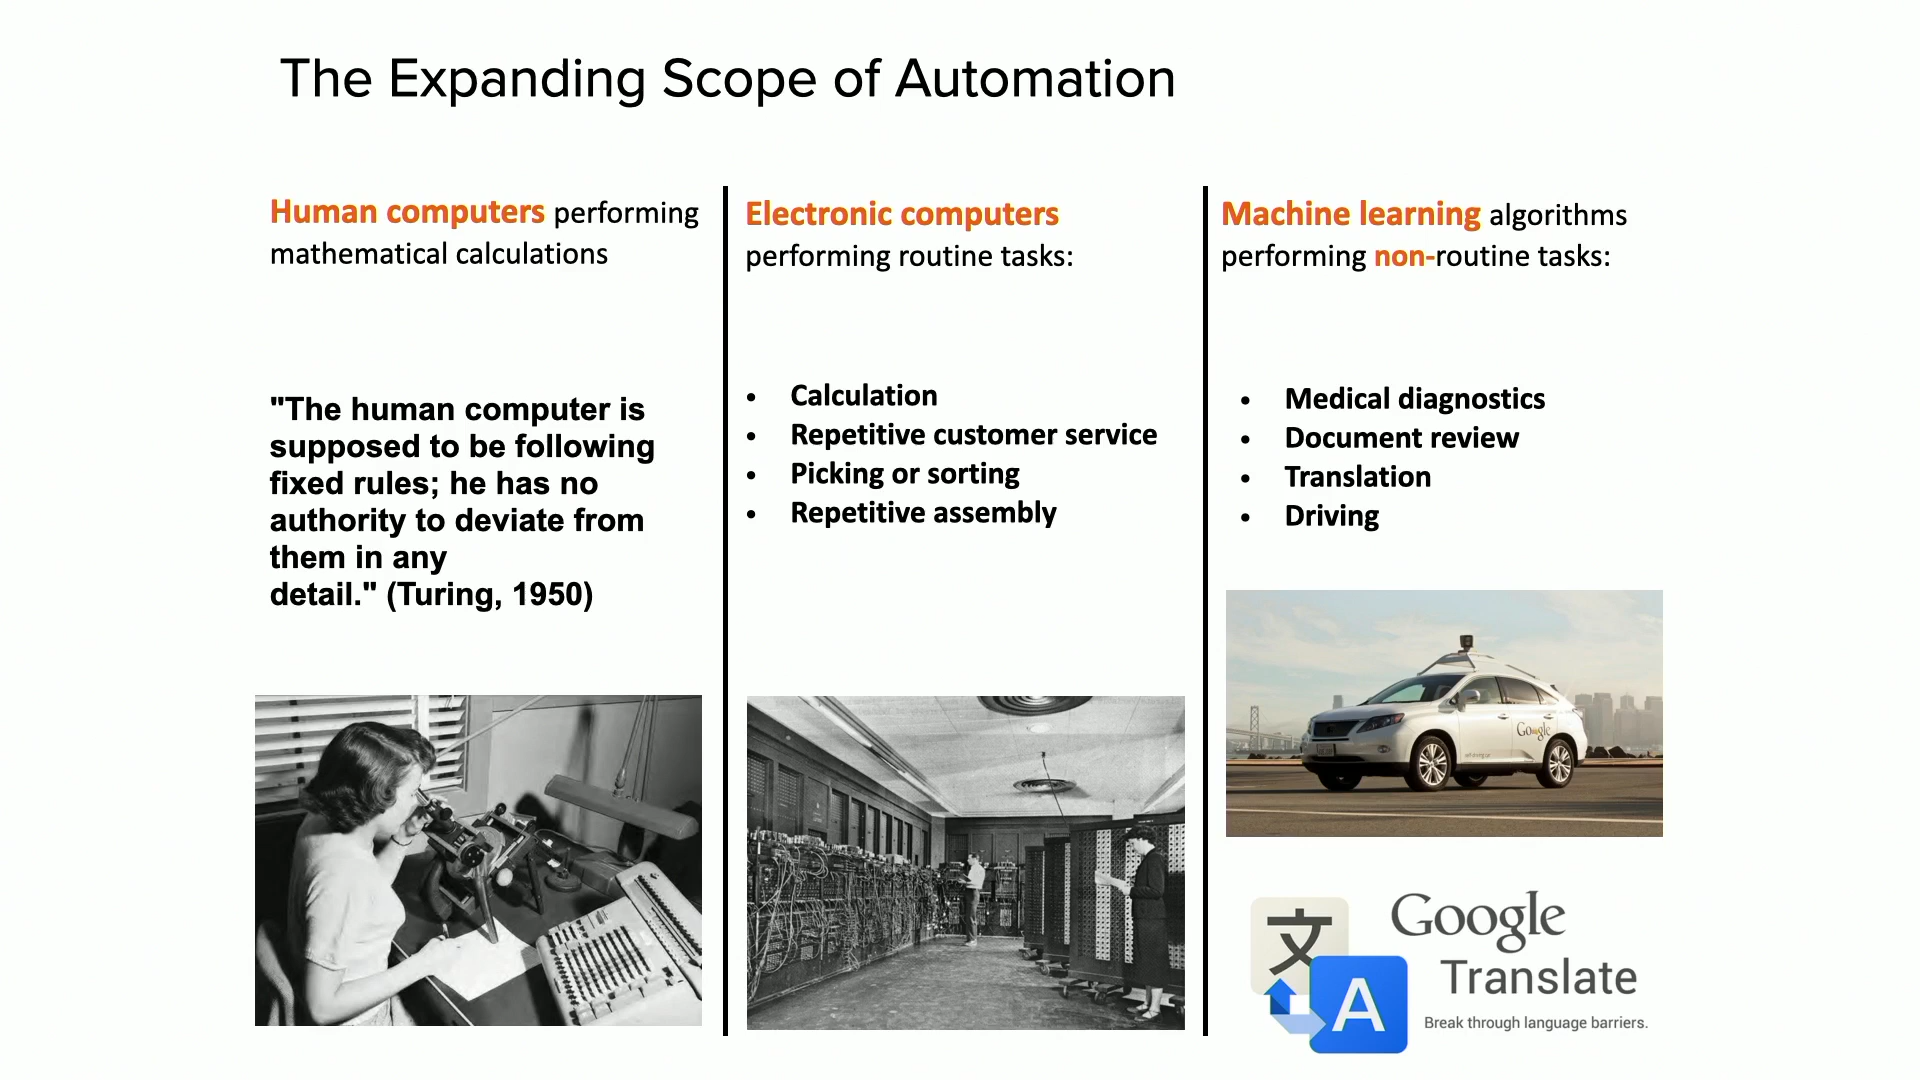 The Expanding Scope of Automation
Human computers performing
mathematical calculations
"The human computer is
supposed to be following
fixed rules; he has no
authority to deviate from
them in any
detail." (Turing, 1950)
Electronic computers
performing routine tasks:
• Calculation
• Repetitive customer service
• Picking or sorting
• Repetitive assembly
Machine learning algorithms
performing non-routine tasks:
• Medical diagnostics
• Document review
• Translation
• Driving
Google
文
A
Google
Translate
Break through language barriers.